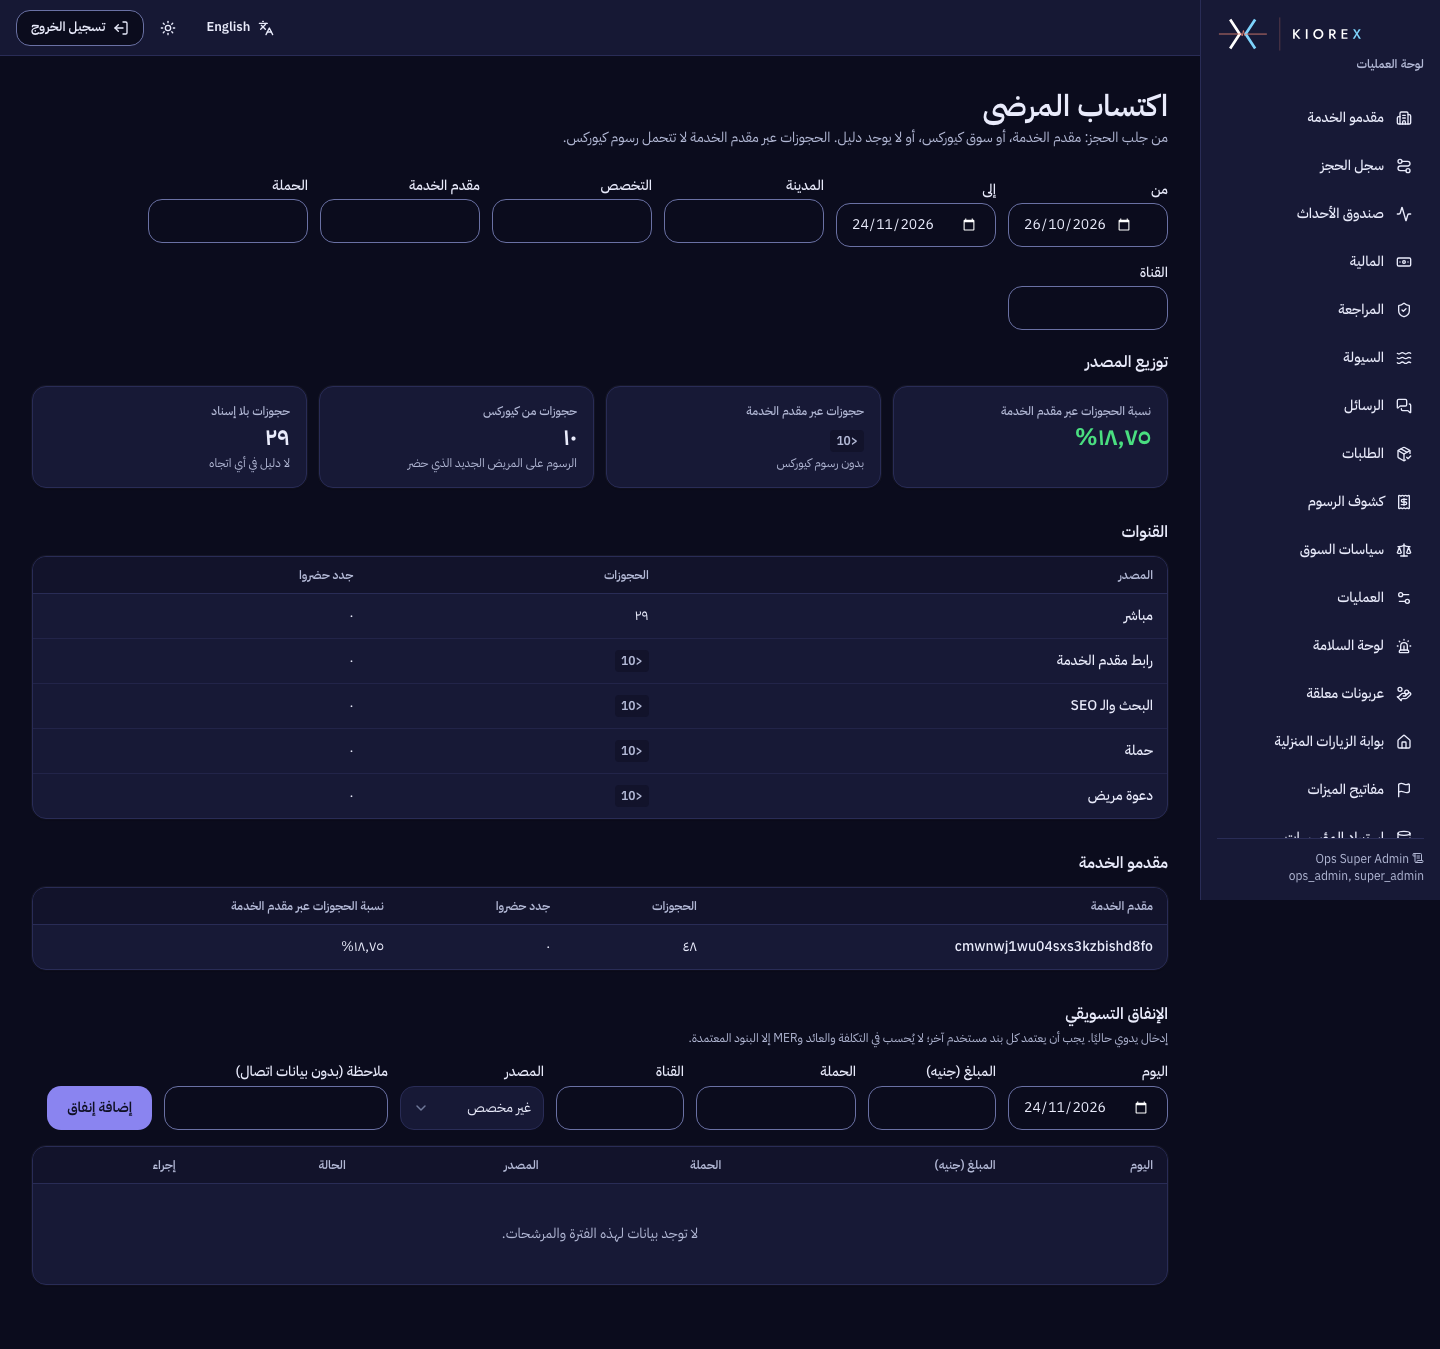 KIOREX
لوحة العمليات
مقدمو الخدمة
سجل الحجز
صندوق الأحداث
المالية
المراجعة
السيولة
الرسائل
الطلبات
كشوف الرسوم
سياسات السوق
العمليات
لوحة السلامة
عربونات معلقة
بوابة الزيارات المنزلية
مفاتيح الميزات
Ops Super Admin
ops_admin, super_admin
English
تسجيل الخروج
اكتساب المرضى
من جلب الحجز: مقدم الخدمة، أو سوق كيوركس، أو لا يوجد دليل. الحجوزات عبر مقدم الخدمة لا تتحمل رسوم كيوركس.
من إلى المدينة التخصص مقدم الخدمة الحملة
26/10/2026 24/11/2026
القناة
توزيع المصدر
نسبة الحجوزات عبر مقدم الخدمة
١٨٫٧٥%
حجوزات عبر مقدم الخدمة
<10
بدون رسوم كيوركس
حجوزات من كيوركس
١٠
الرسوم على المريض الجديد الذي حضر
حجوزات بلا إسناد
٢٩
لا دليل في أي اتجاه
القنوات
المصدر الحجوزات جدد حضروا
مباشر ٢٩ ٠
رابط مقدم الخدمة <10 ٠
البحث والـ SEO <10 ٠
حملة <10 ٠
دعوة مريض <10 ٠
مقدمو الخدمة
مقدم الخدمة الحجوزات جدد حضروا نسبة الحجوزات عبر مقدم الخدمة
cmwnwj1wu04sxs3kzbishd8fo ٤٨ ٠ ١٨٫٧٥%
الإنفاق التسويقي
إدخال يدوي حاليًا. يجب أن يعتمد كل بند مستخدم آخر؛ لا يُحسب في التكلفة والعائد وMER إلا البنود المعتمدة.
اليوم المبلغ (جنيه) الحملة القناة المصدر ملاحظة (بدون بيانات اتصال)
24/11/2026 غير مخصص إضافة إنفاق
اليوم المبلغ (جنيه) الحملة المصدر الحالة إجراء
لا توجد بيانات لهذه الفترة والمرشحات.